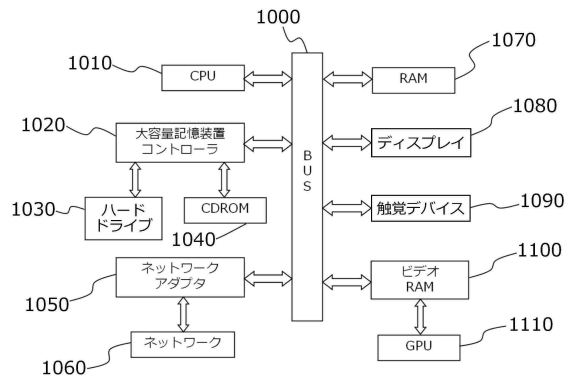 1000
1010
CPU
1070
RAM
1020
大容量記憶装置
コントローラ
1080
ディスプレイ
BUS
1030
ハード
ドライブ
CDROM
1040
触覚デバイス
1090
1050
ネットワーク
アダプタ
ビデオ
RAM
1100
1060
ネットワーク
GPU
1110